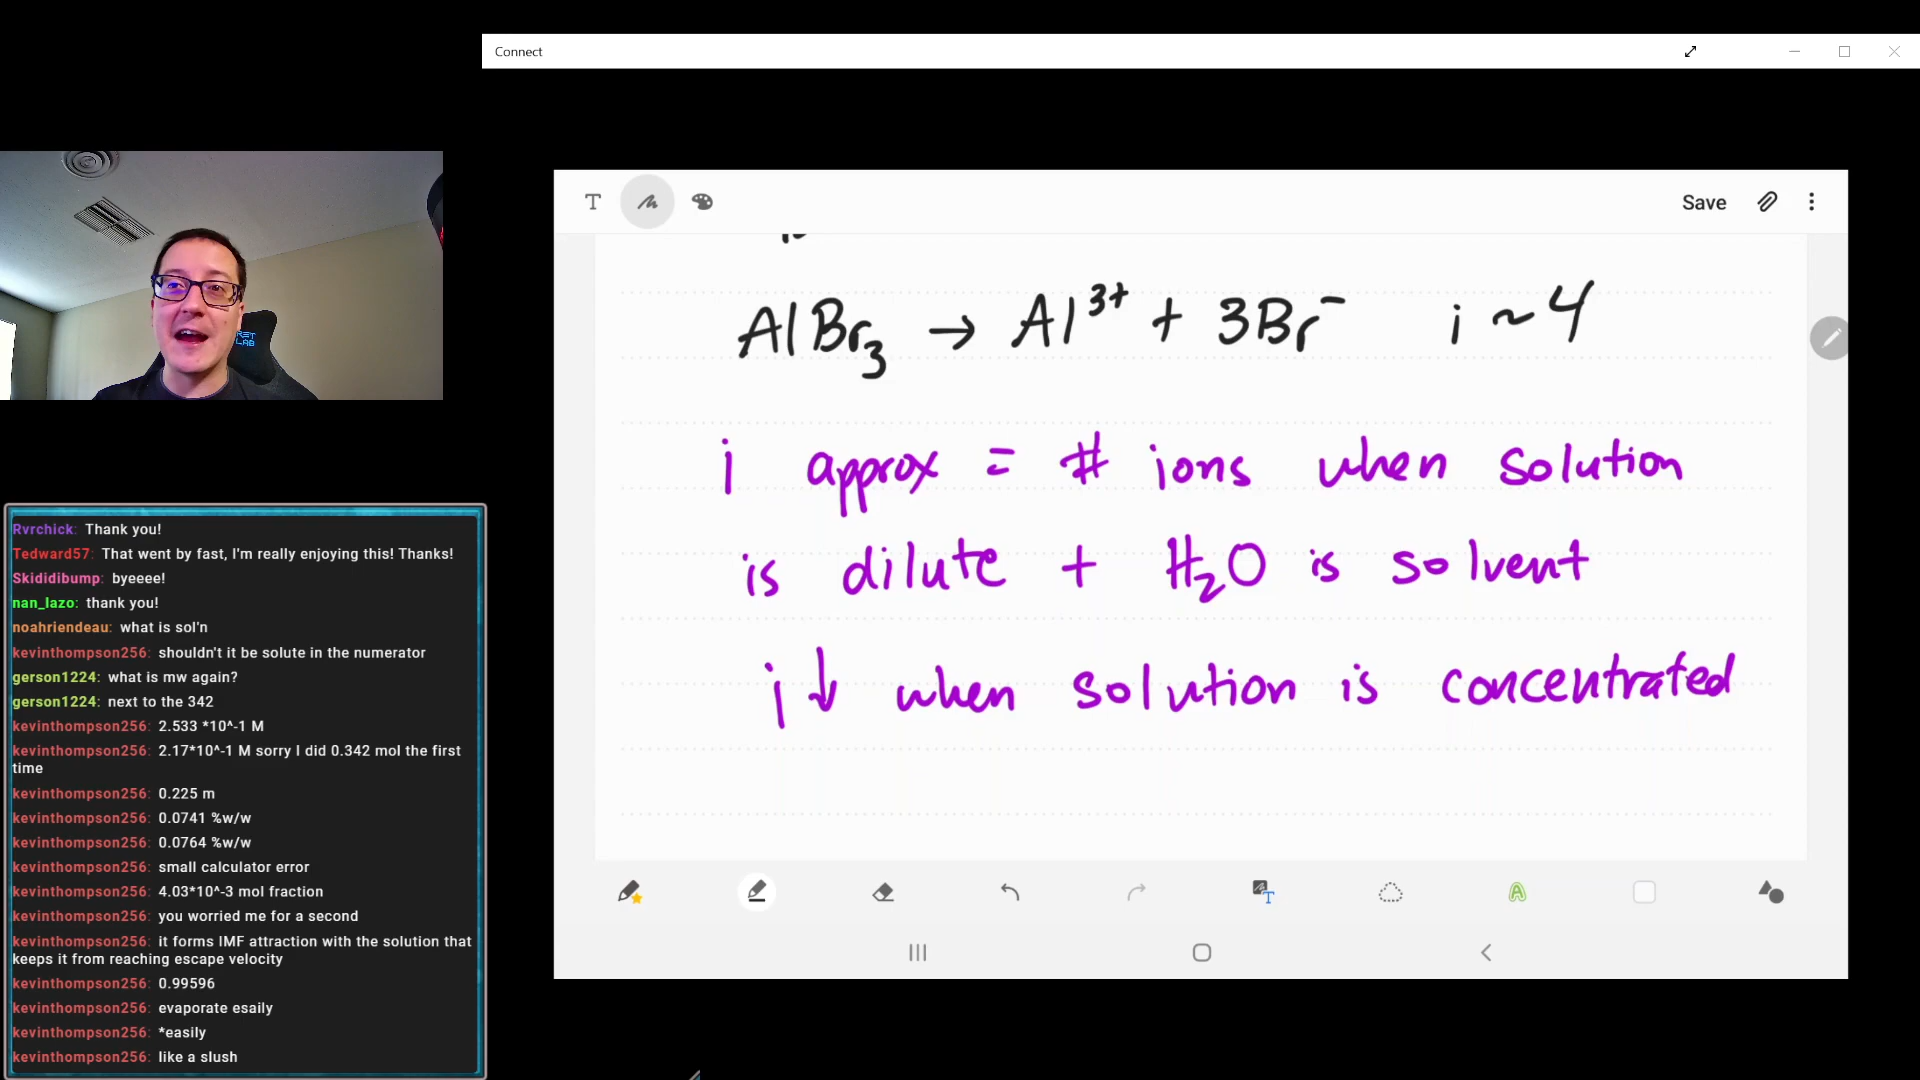 Connect
T
Save
AlBr₃ → Al³⁺ + 3Br⁻ i ~ 4
i approx = # ions when solution
is dilute + H₂O is solvent
i↓ when solution is concentrated
Rvrchick: Thank you!
Tedward57: That went by fast, I'm really enjoying this! Thanks!
Skididibump: byeeee!
nan_lazo: thank you!
noahriendeau: what is sol'n
kevinthompson256: shouldn't it be solute in the numerator
gerson1224: what is mw again?
gerson1224: next to the 342
kevinthompson256: 2.533 *10^-1 M
kevinthompson256: 2.17*10^-1 M sorry I did 0.342 mol the first
time
kevinthompson256: 0.225 m
kevinthompson256: 0.0741 %w/w
kevinthompson256: 0.0764 %w/w
kevinthompson256: small calculator error
kevinthompson256: 4.03*10^-3 mol fraction
kevinthompson256: you worried me for a second
kevinthompson256: it forms IMF attraction with the solution that
keeps it from reaching escape velocity
kevinthompson256: 0.99596
kevinthompson256: evaporate esaily
kevinthompson256: *easily
kevinthompson256: like a slush